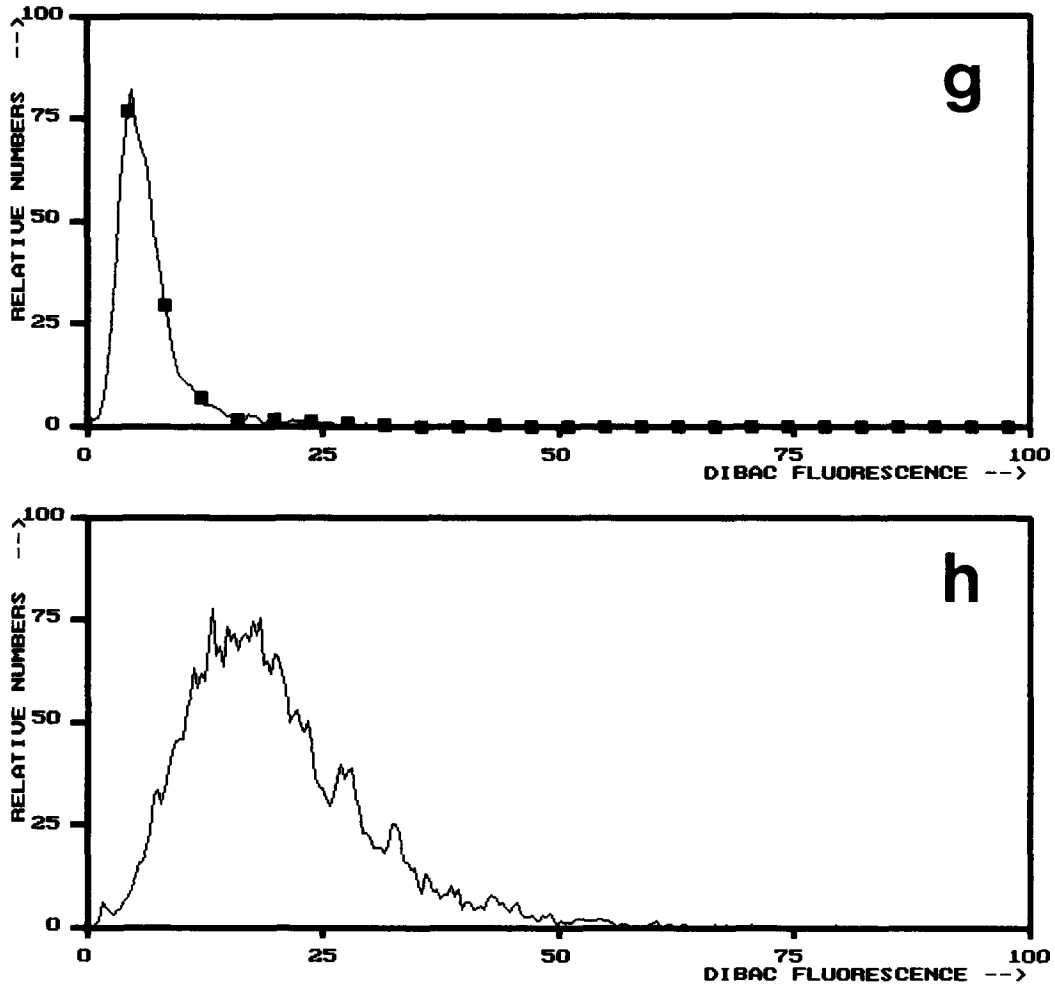 100
75
50
25
0
RELATIVE NUMBERS -->
g
0 25 50 75 100
DIBAC FLUORESCENCE -->
100
75
50
25
0
RELATIVE NUMBERS -->
h
0 25 50 75 100
DIBAC FLUORESCENCE -->